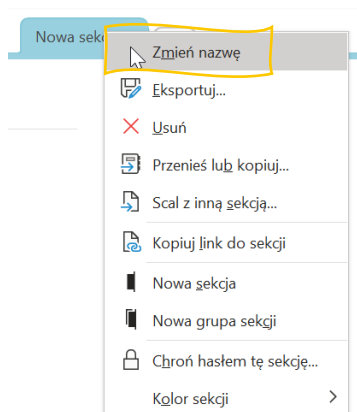 Nowa
Zmień nazwę
Eksportuj...
Usuń
Przenieś lub kopiuj...
Scal z inną sekcją...
Kopiuj link do sekcji
Nowa sekcja
Nowa grupa sekcji
Chroń hasłem tę sekcję...
Kolor sekcji